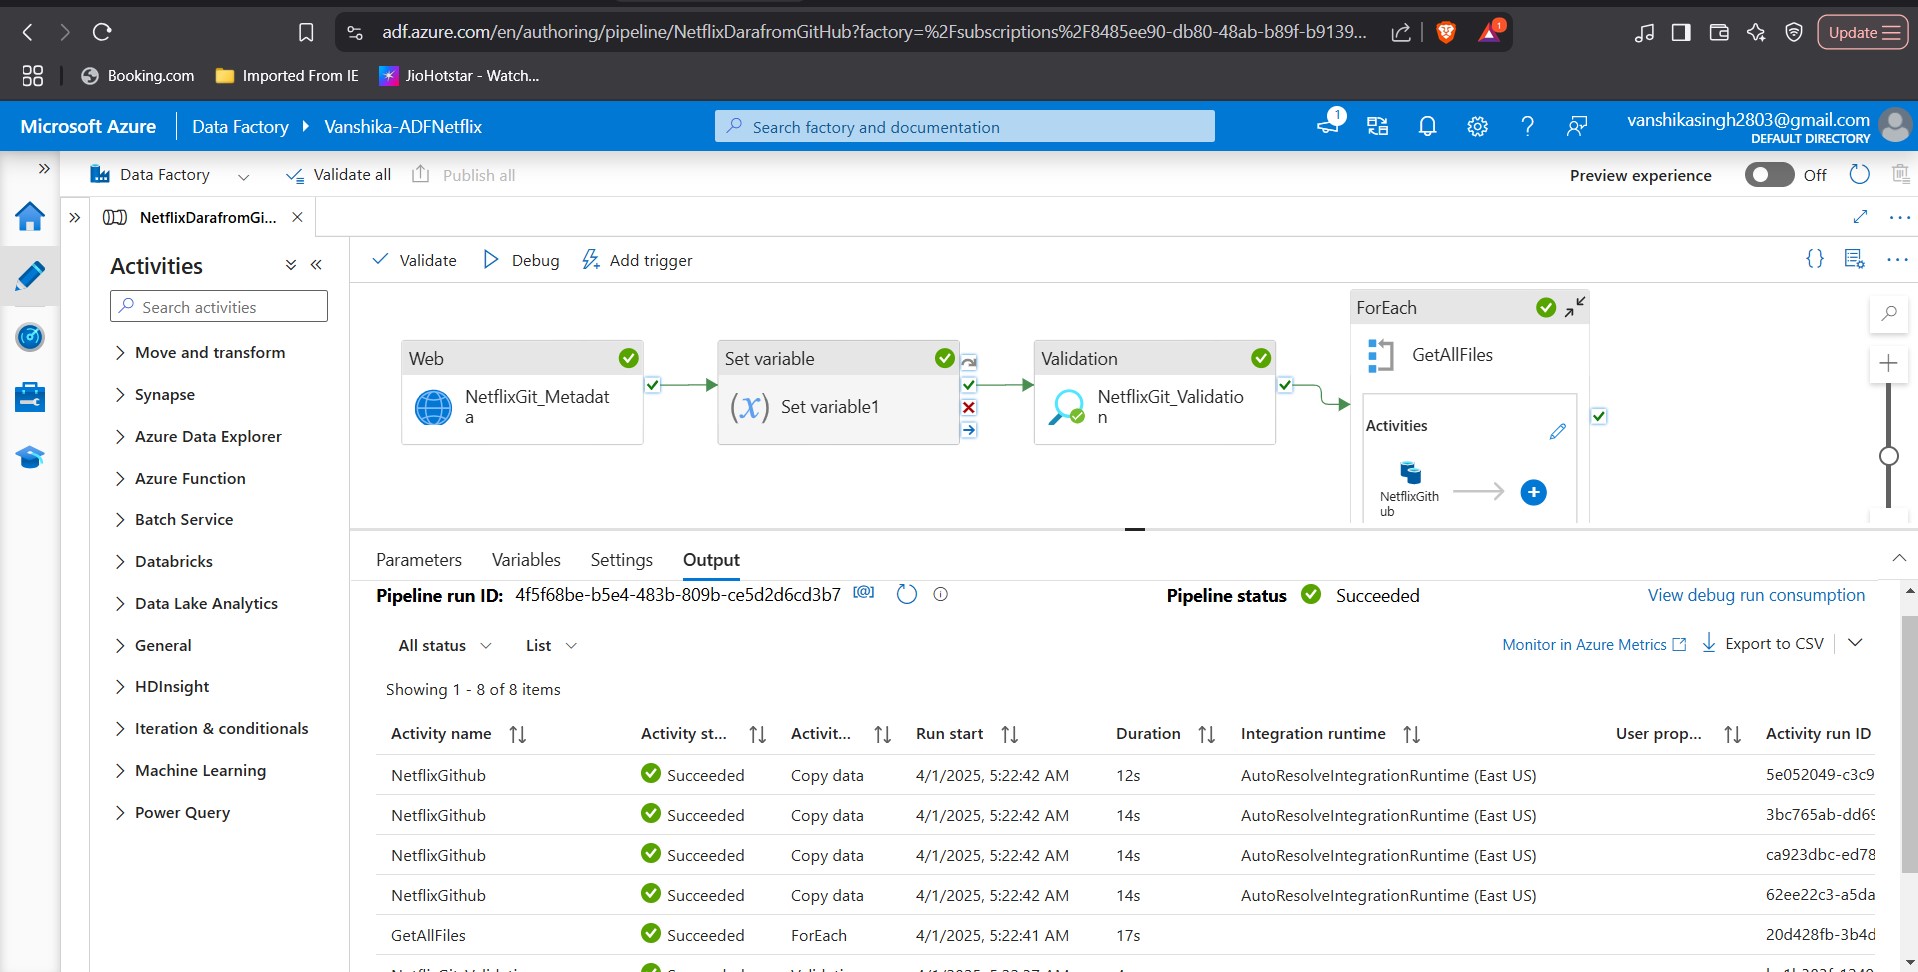 adf.azure.com/en/authoring/pipeline/NetflixDarafromGitHub?factory=%2Fsubscriptions%2F8485ee90-db80-48ab-b89f-b9139...
1
Update
Booking.com
Imported From IE
JioHotstar - Watch...
Microsoft Azure
Data Factory
Vanshika-ADFNetflix
Search factory and documentation
1
vanshikasingh2803@gmail.com
DEFAULT DIRECTORY
Data Factory
Validate all
Publish all
Preview experience
Off
NetflixDarafromGi...
Activities
Search activities
Move and transform
Synapse
Azure Data Explorer
Azure Function
Batch Service
Databricks
Data Lake Analytics
General
HDInsight
Iteration & conditionals
Machine Learning
Power Query
Validate
Debug
Add trigger
Web
NetflixGit_Metadat
a
Set variable
(x)
Set variable1
Validation
NetflixGit_Validatio
n
ForEach
GetAllFiles
Activities
NetflixGith
ub
Parameters
Variables
Settings
Output
Pipeline run ID: 4f5f68be-b5e4-483b-809b-ce5d2d6cd3b7
Pipeline status
Succeeded
View debug run consumption
All status
List
Monitor in Azure Metrics
Export to CSV
Showing 1 - 8 of 8 items
Activity name Activity st... Activit... Run start Duration Integration runtime User prop... Activity run ID
NetflixGithub Succeeded Copy data 4/1/2025, 5:22:42 AM 12s AutoResolveIntegrationRuntime (East US) 5e052049-c3c9
NetflixGithub Succeeded Copy data 4/1/2025, 5:22:42 AM 14s AutoResolveIntegrationRuntime (East US) 3bc765ab-dd69
NetflixGithub Succeeded Copy data 4/1/2025, 5:22:42 AM 14s AutoResolveIntegrationRuntime (East US) ca923dbc-ed78
NetflixGithub Succeeded Copy data 4/1/2025, 5:22:42 AM 14s AutoResolveIntegrationRuntime (East US) 62ee22c3-a5da
GetAllFiles Succeeded ForEach 4/1/2025, 5:22:41 AM 17s 20d428fb-3b4d